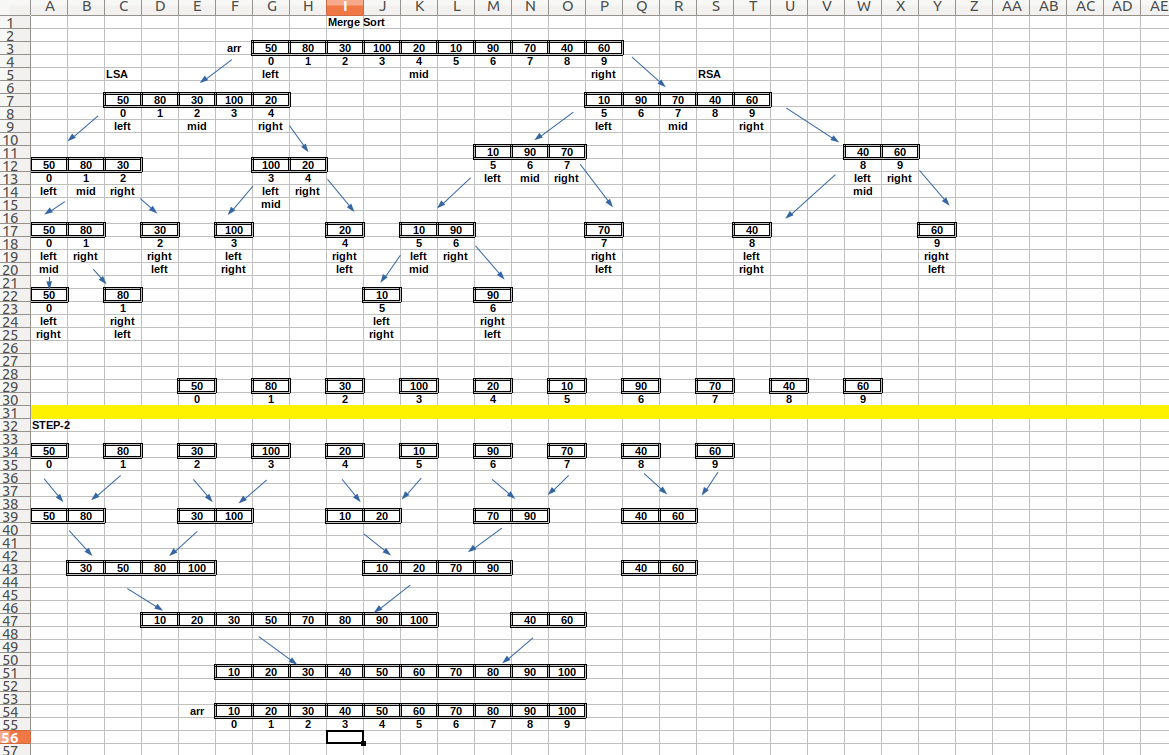 A B C D E F G H I J K L M N O P Q R S T U V W X Y Z AA AB AC AD AE
1 Merge Sort
2
3 arr 50 80 30 100 20 10 90 70 40 60
4 0 1 2 3 4 5 6 7 8 9
5 LSA left mid right RSA
6
7 50 80 30 100 20 10 90 70 40 60
8 0 1 2 3 4 5 6 7 8 9
9 left mid right left mid right
10
11 10 90 70 40 60
12 50 80 30 100 20 5 6 7 8 9
13 0 1 2 3 4 left mid right left right
14 left mid right left right mid
15 mid
16
17 50 80 30 100 20 10 90 70 40 60
18 0 1 2 3 4 5 6 7 8 9
19 left right right left right left right right left right
20 mid left right left mid left right left
21
22 50 80 10 90
23 0 1 5 6
24 left right left right
25 right left right left
26
27
28
29 50 80 30 100 20 10 90 70 40 60
30 0 1 2 3 4 5 6 7 8 9
31
32 STEP-2
33
34 50 80 30 100 20 10 90 70 40 60
35 0 1 2 3 4 5 6 7 8 9
36
37
38
39 50 80 30 100 10 20 70 90 40 60
40
41
42
43 30 50 80 100 10 20 70 90 40 60
44
45
46
47 10 20 30 50 70 80 90 100 40 60
48
49
50
51 10 20 30 40 50 60 70 80 90 100
52
53
54 arr 10 20 30 40 50 60 70 80 90 100
55 0 1 2 3 4 5 6 7 8 9
56
57